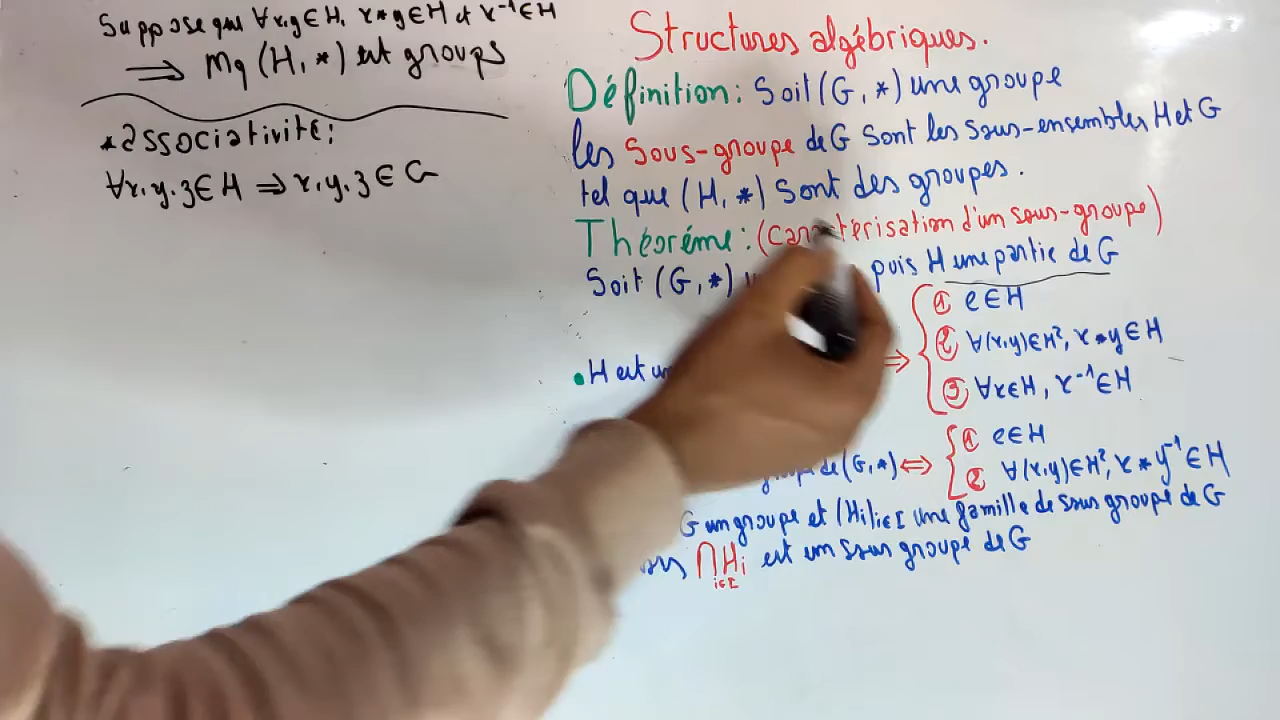 Suppose que ∀x,y∈H, x*y∈H et x⁻¹∈H
⟹ Mq (H,*) est groups
*associativité:
∀x,y,z∈H ⟹ x,y,z∈G
Structures algébriques.
Définition: Soit (G,*) une groupe
les Sous-groupe de G sont les sous-ensembles H et G
tel que (H,*) sont des groupes.
Théoréme: (caractérisation d'un sous-groupe)
Soit (G,*) puis H une partie de G
① e∈H
② ∀(x,y)∈H², x*y∈H
•H est un ⟹
③ ∀x∈H, x⁻¹∈H
① e∈H
groupe de (G,*) ⟺
② ∀(x,y)∈H², x*y⁻¹∈H
G un groupe et (Hi)i∈I une famille de sous groupe de G
⋂Hi est un sous groupe de G
i∈I